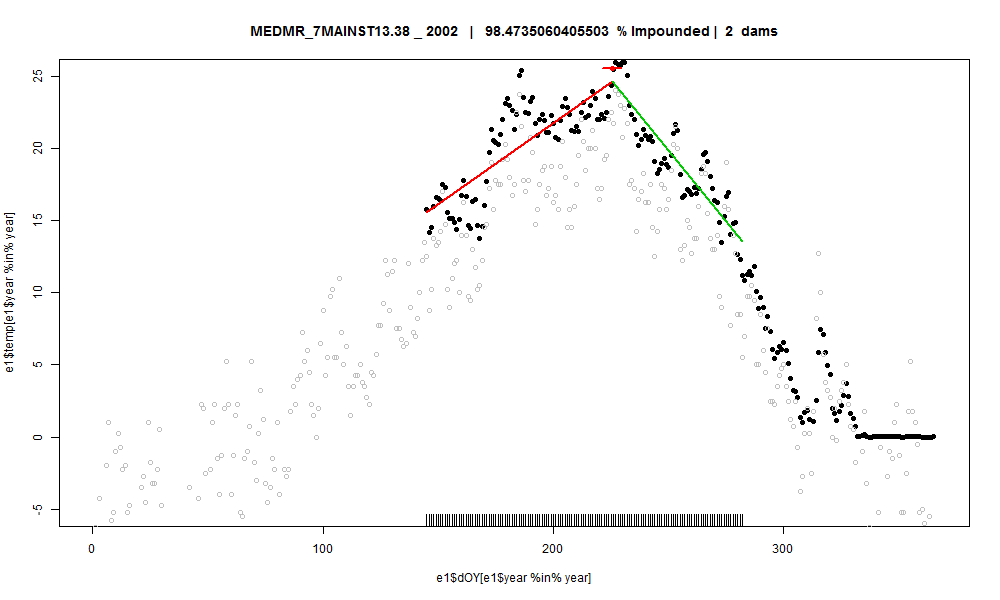 MEDMR_7MAINST13.38 _ 2002 | 98.4735060405503 % Impounded | 2 dams
e1$temp[e1$year %in% year]
25
20
15
10
5
0
-5
0 100 200 300
e1$dOY[e1$year %in% year]